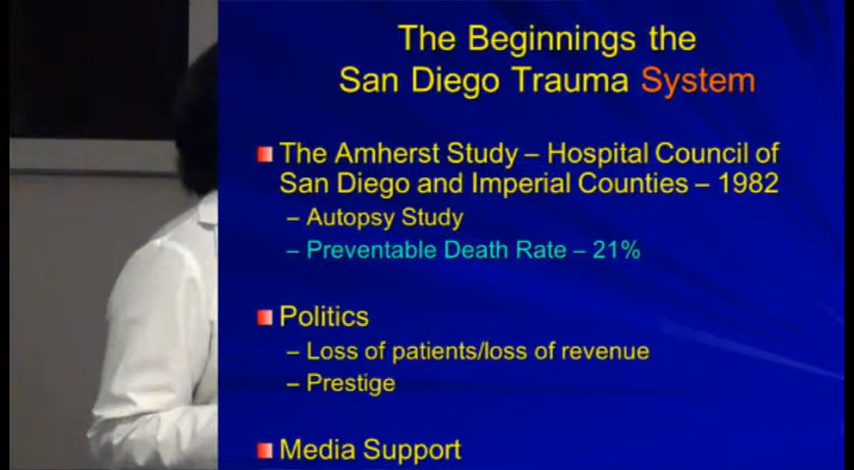 The Beginnings the
San Diego Trauma System
The Amherst Study – Hospital Council of
San Diego and Imperial Counties – 1982
– Autopsy Study
– Preventable Death Rate – 21%
Politics
– Loss of patients/loss of revenue
– Prestige
Media Support